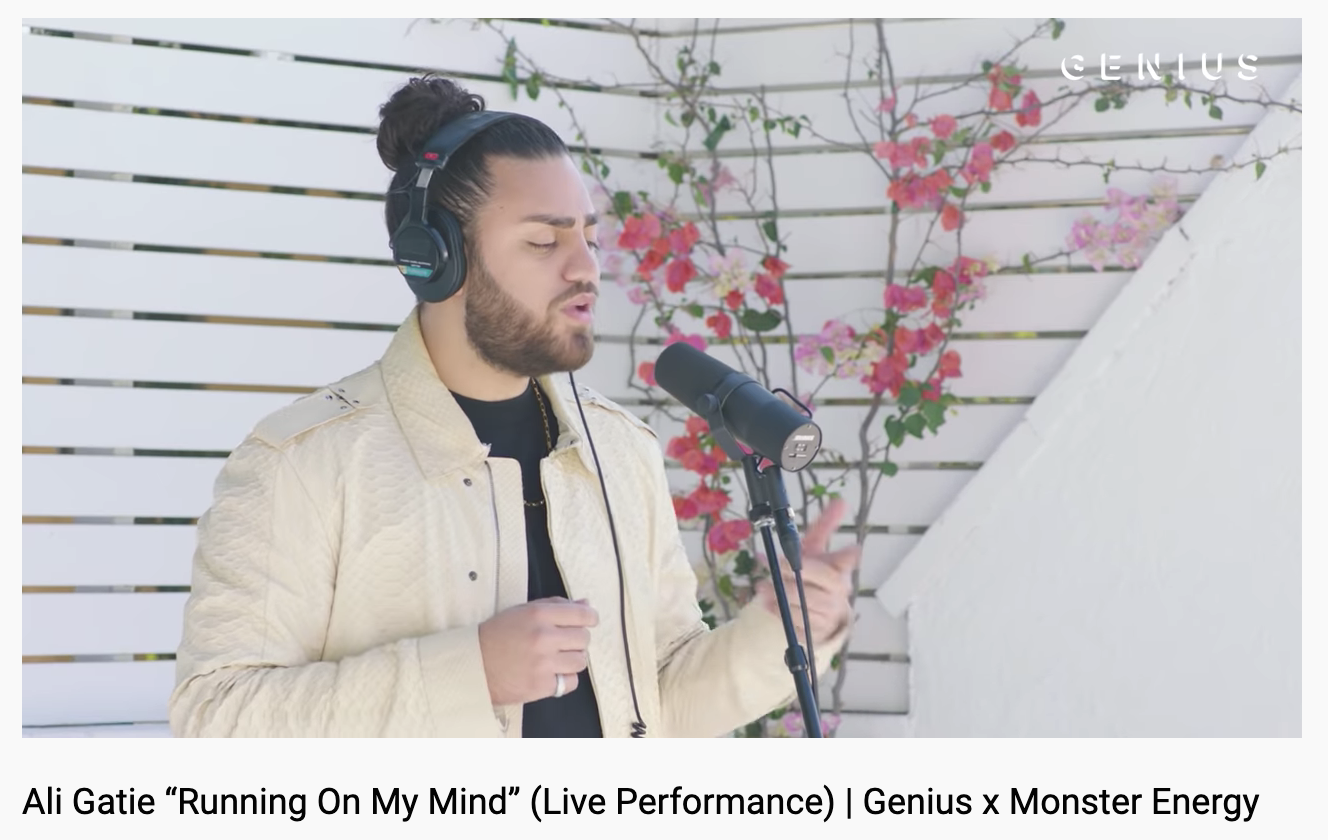 GENIUS
Ali Gatie “Running On My Mind” (Live Performance) | Genius x Monster Energy